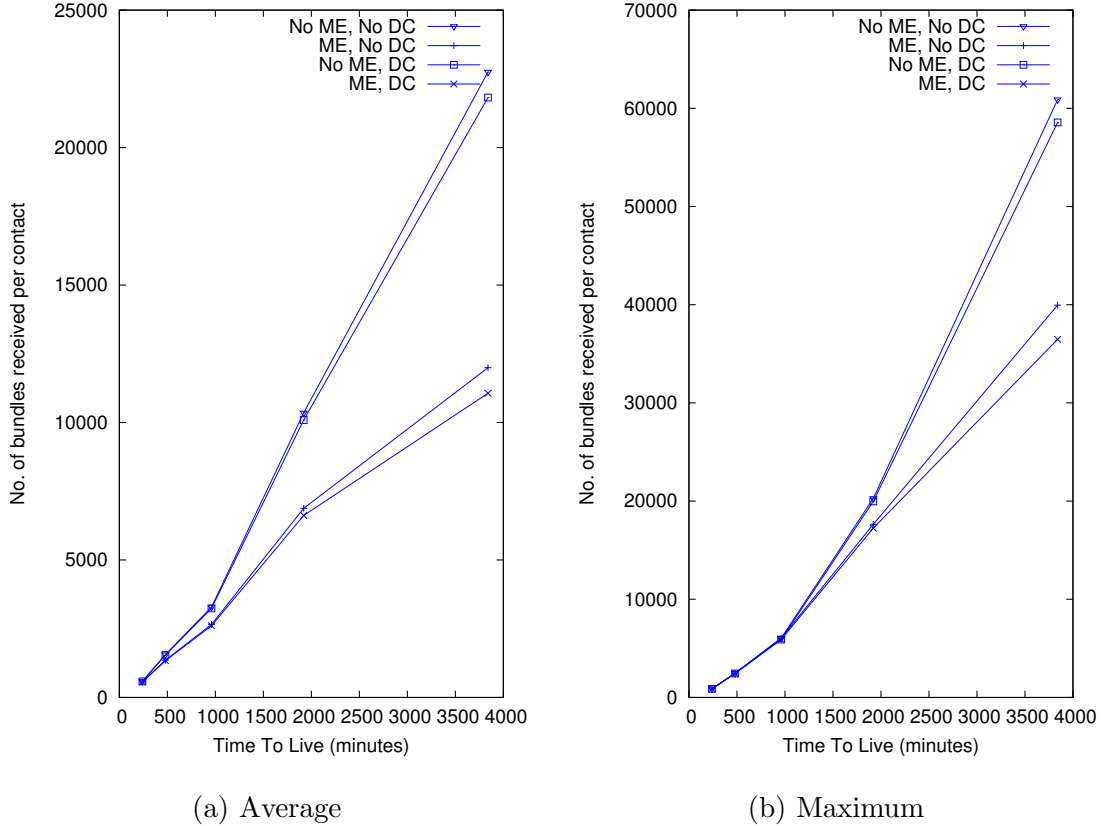 25000
20000
15000
10000
5000
0
No. of bundles received per contact
No ME, No DC
ME, No DC
No ME, DC
ME, DC
0 500 1000 1500 2000 2500 3000 3500 4000
Time To Live (minutes)
(a) Average
70000
60000
50000
40000
30000
20000
10000
0
No. of bundles received per contact
No ME, No DC
ME, No DC
No ME, DC
ME, DC
0 500 1000 1500 2000 2500 3000 3500 4000
Time To Live (minutes)
(b) Maximum